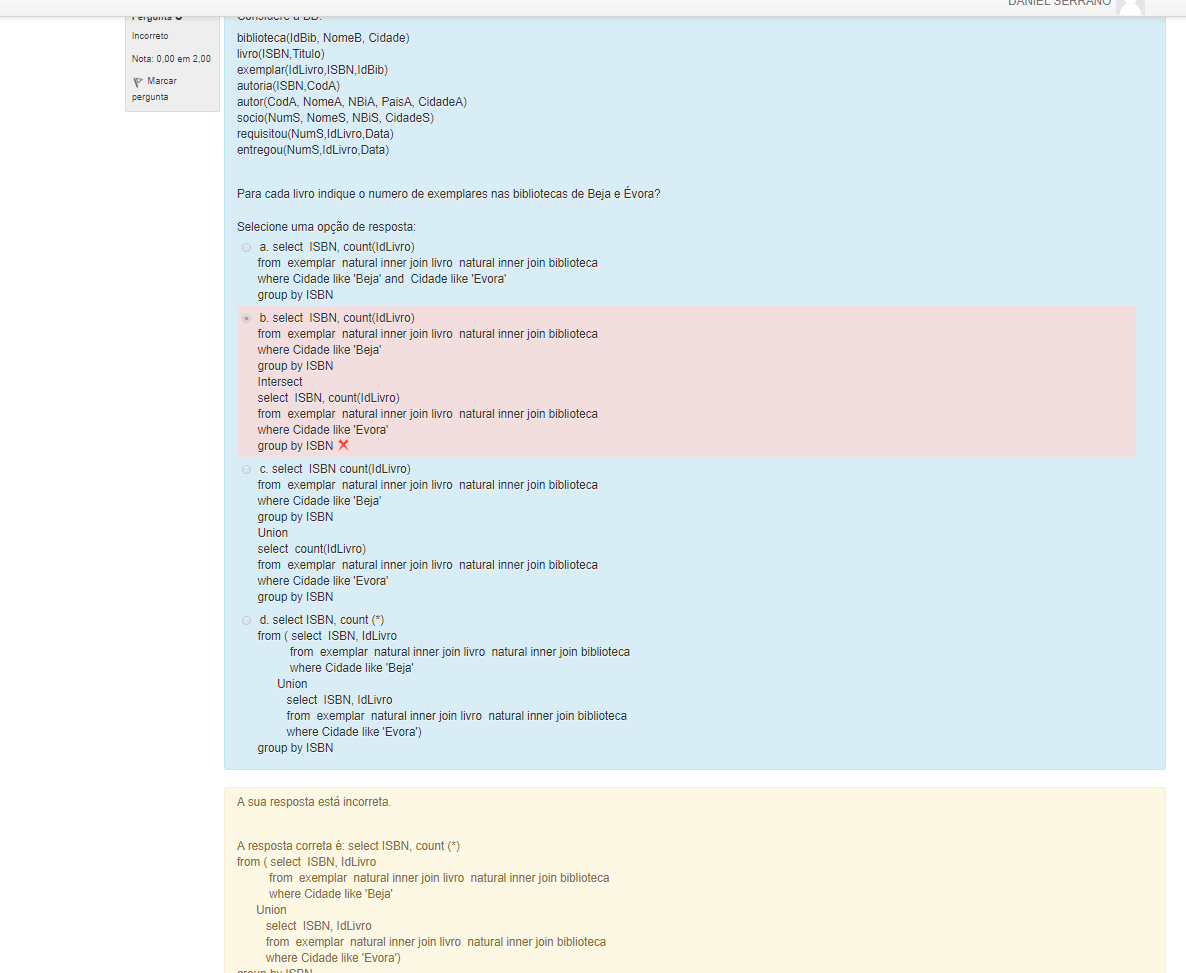 DANIEL SERRANO
Pergunta
Considere a BD:
Incorreto
Nota: 0,00 em 2,00
Marcar
pergunta
biblioteca(IdBib, NomeB, Cidade)
livro(ISBN,Titulo)
exemplar(IdLivro,ISBN,IdBib)
autoria(ISBN,CodA)
autor(CodA, NomeA, NBiA, PaisA, CidadeA)
socio(NumS, NomeS, NBiS, CidadeS)
requisitou(NumS,IdLivro,Data)
entregou(NumS,IdLivro,Data)
Para cada livro indique o numero de exemplares nas bibliotecas de Beja e Évora?
Selecione uma opção de resposta:
a. select ISBN, count(IdLivro)
from exemplar natural inner join livro natural inner join biblioteca
where Cidade like 'Beja' and Cidade like 'Evora'
group by ISBN
b. select ISBN, count(IdLivro)
from exemplar natural inner join livro natural inner join biblioteca
where Cidade like 'Beja'
group by ISBN
Intersect
select ISBN, count(IdLivro)
from exemplar natural inner join livro natural inner join biblioteca
where Cidade like 'Evora'
group by ISBN
c. select ISBN count(IdLivro)
from exemplar natural inner join livro natural inner join biblioteca
where Cidade like 'Beja'
group by ISBN
Union
select count(IdLivro)
from exemplar natural inner join livro natural inner join biblioteca
where Cidade like 'Evora'
group by ISBN
d. select ISBN, count (*)
from ( select ISBN, IdLivro
from exemplar natural inner join livro natural inner join biblioteca
where Cidade like 'Beja'
Union
select ISBN, IdLivro
from exemplar natural inner join livro natural inner join biblioteca
where Cidade like 'Evora')
group by ISBN
A sua resposta está incorreta.
A resposta correta é: select ISBN, count (*)
from ( select ISBN, IdLivro
from exemplar natural inner join livro natural inner join biblioteca
where Cidade like 'Beja'
Union
select ISBN, IdLivro
from exemplar natural inner join livro natural inner join biblioteca
where Cidade like 'Evora')
group by ISBN